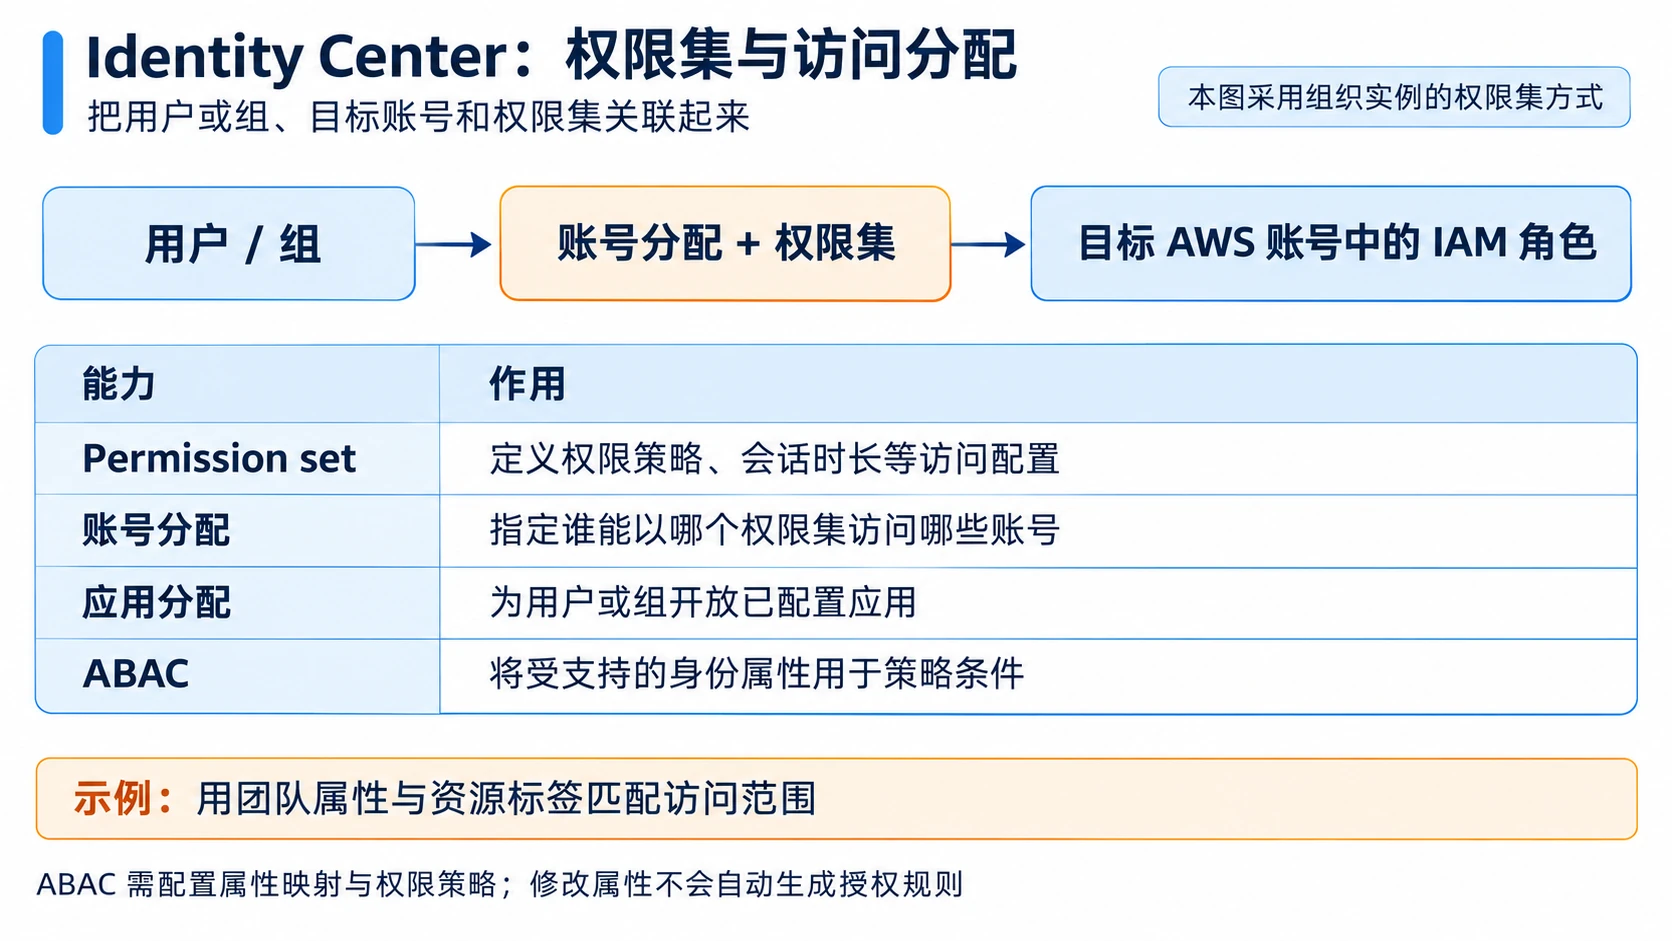 Identity Center：权限集与访问分配
把用户或组、目标账号和权限集关联起来
本图采用组织实例的权限集方式
用户 / 组
账号分配 + 权限集
目标 AWS 账号中的 IAM 角色
能力
作用
Permission set
定义权限策略、会话时长等访问配置
账号分配
指定谁能以哪个权限集访问哪些账号
应用分配
为用户或组开放已配置应用
ABAC
将受支持的身份属性用于策略条件
示例：用团队属性与资源标签匹配访问范围
ABAC 需配置属性映射与权限策略；修改属性不会自动生成授权规则